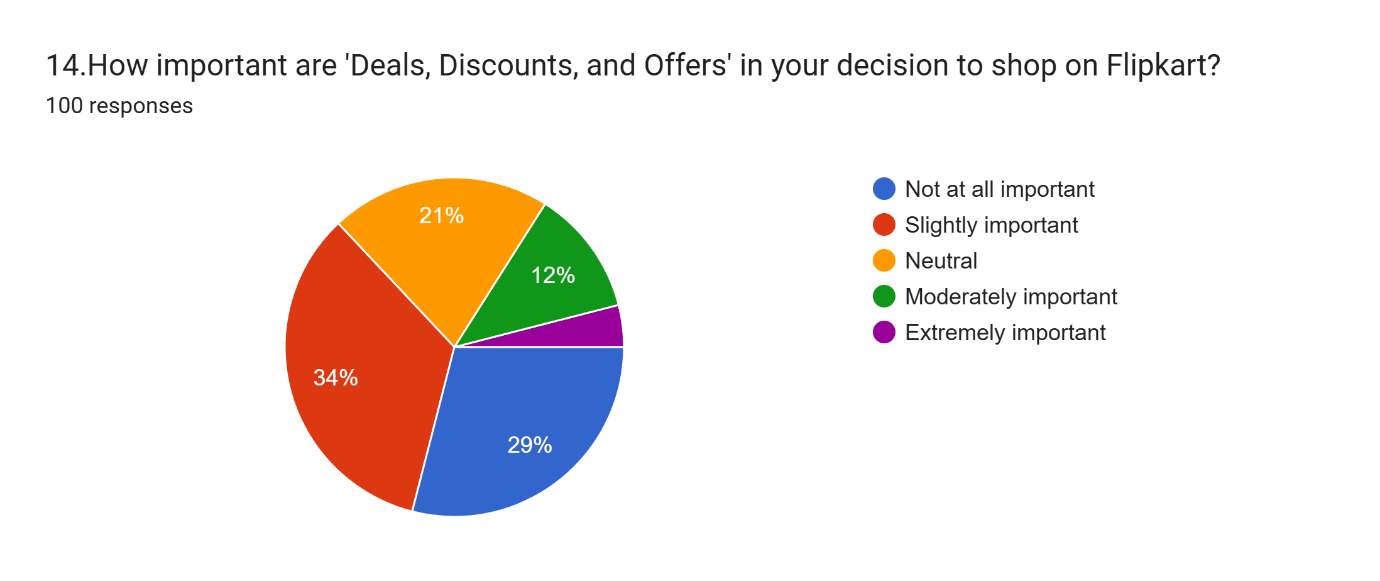 14.How important are 'Deals, Discounts, and Offers' in your decision to shop on Flipkart?
100 responses
21%
12%
34%
29%
Not at all important
Slightly important
Neutral
Moderately important
Extremely important